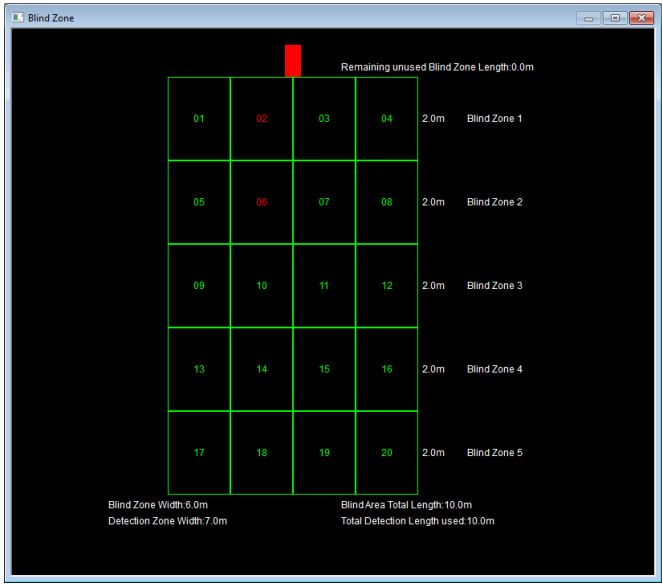 Blind Zone
Remaining unused Blind Zone Length:0.0m
01 02 03 04 2.0m Blind Zone 1
05 06 07 08 2.0m Blind Zone 2
09 10 11 12 2.0m Blind Zone 3
13 14 15 16 2.0m Blind Zone 4
17 18 19 20 2.0m Blind Zone 5
Blind Zone Width:6.0m Blind Area Total Length:10.0m
Detection Zone Width:7.0m Total Detection Length used:10.0m